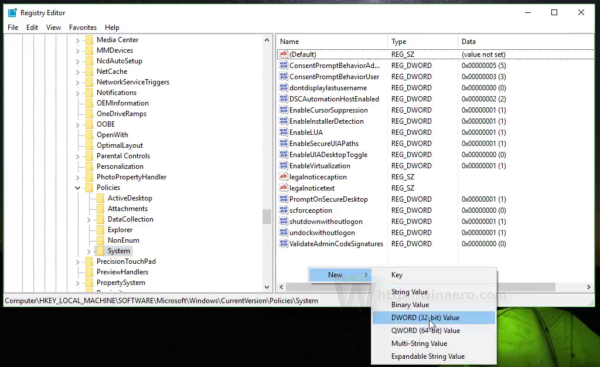 Registry Editor
File Edit View Favorites Help
Media Center
MMDevices
NcdAutoSetup
NetCache
NetworkServiceTriggers
Notifications
OEMInformation
OneDriveRamps
OOBE
OpenWith
OptimalLayout
Parental Controls
Personalization
PhotoPropertyHandler
Policies
ActiveDesktop
Attachments
DataCollection
Explorer
NonEnum
System
PrecisionTouchPad
PreviewHandlers
PropertySystem
Name Type Data
(Default) REG_SZ (value not set)
ConsentPromptBehaviorAd... REG_DWORD 0x00000005 (5)
ConsentPromptBehaviorUser REG_DWORD 0x00000003 (3)
dontdisplaylastusername REG_DWORD 0x00000000 (0)
DSCAutomationHostEnabled REG_DWORD 0x00000002 (2)
EnableCursorSuppression REG_DWORD 0x00000001 (1)
EnableInstallerDetection REG_DWORD 0x00000001 (1)
EnableLUA REG_DWORD 0x00000001 (1)
EnableSecureUIAPaths REG_DWORD 0x00000001 (1)
EnableUIADesktopToggle REG_DWORD 0x00000000 (0)
EnableVirtualization REG_DWORD 0x00000001 (1)
legalnoticecaption REG_SZ
legalnoticetext REG_SZ
PromptOnSecureDesktop REG_DWORD 0x00000001 (1)
scforceoption REG_DWORD 0x00000000 (0)
shutdownwithoutlogon REG_DWORD 0x00000001 (1)
undockwithoutlogon REG_DWORD 0x00000001 (1)
ValidateAdminCodeSignatures REG_DWORD 0x00000000 (0)
New
Key
String Value
Binary Value
DWORD (32-bit) Value
QWORD (64-bit) Value
Multi-String Value
Expandable String Value
Computer\HKEY_LOCAL_MACHINE\SOFTWARE\Microsoft\Windows\CurrentVersion\Policies\System